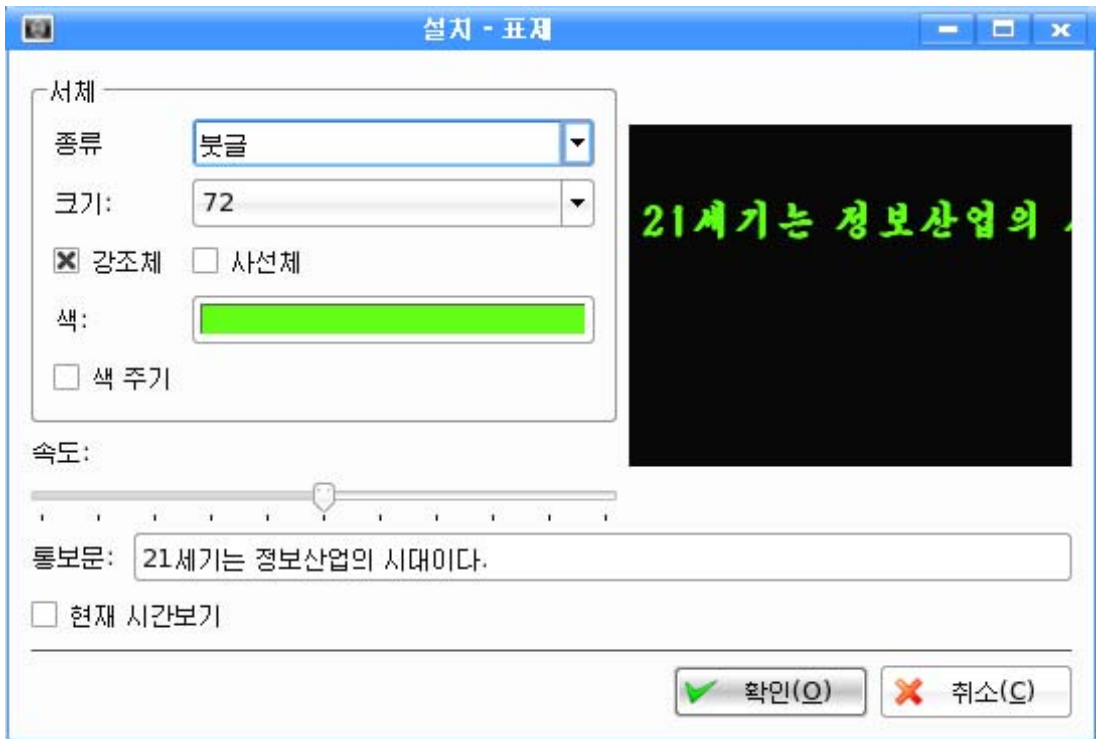 설치 - 표제
서체
종류
붓글
크기:
72
강조체
사선체
색:
색 주기
21세기는 정보산업의
속도:
통보문:
21세기는 정보산업의 시대이다.
현재 시간보기
확인(O)
취소(C)